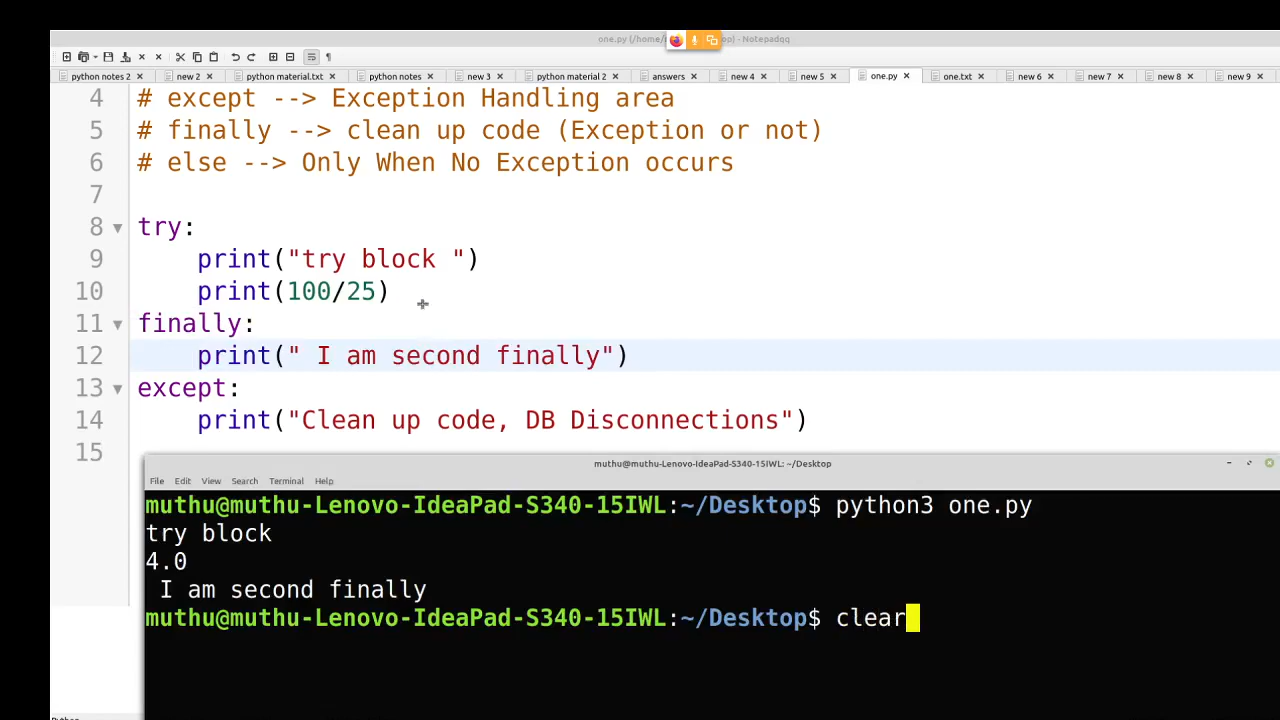 one.py (/home/
op) - Notepadqq
python notes 2 new 2 python material.txt python notes new 3 python material 2 answers new 4 new 5 one.py one.txt new 6 new 7 new 8 new 9
4 # except --> Exception Handling area
5 # finally --> clean up code (Exception or not)
6 # else --> Only When No Exception occurs
7
8 try:
9 print("try block ")
10 print(100/25)
11 finally:
12 print(" I am second finally")
13 except:
14 print("Clean up code, DB Disconnections")
15
muthu@muthu-Lenovo-IdeaPad-S340-15IWL: ~/Desktop
File Edit View Search Terminal Help
muthu@muthu-Lenovo-IdeaPad-S340-15IWL:~/Desktop$ python3 one.py
try block
4.0
I am second finally
muthu@muthu-Lenovo-IdeaPad-S340-15IWL:~/Desktop$ clear